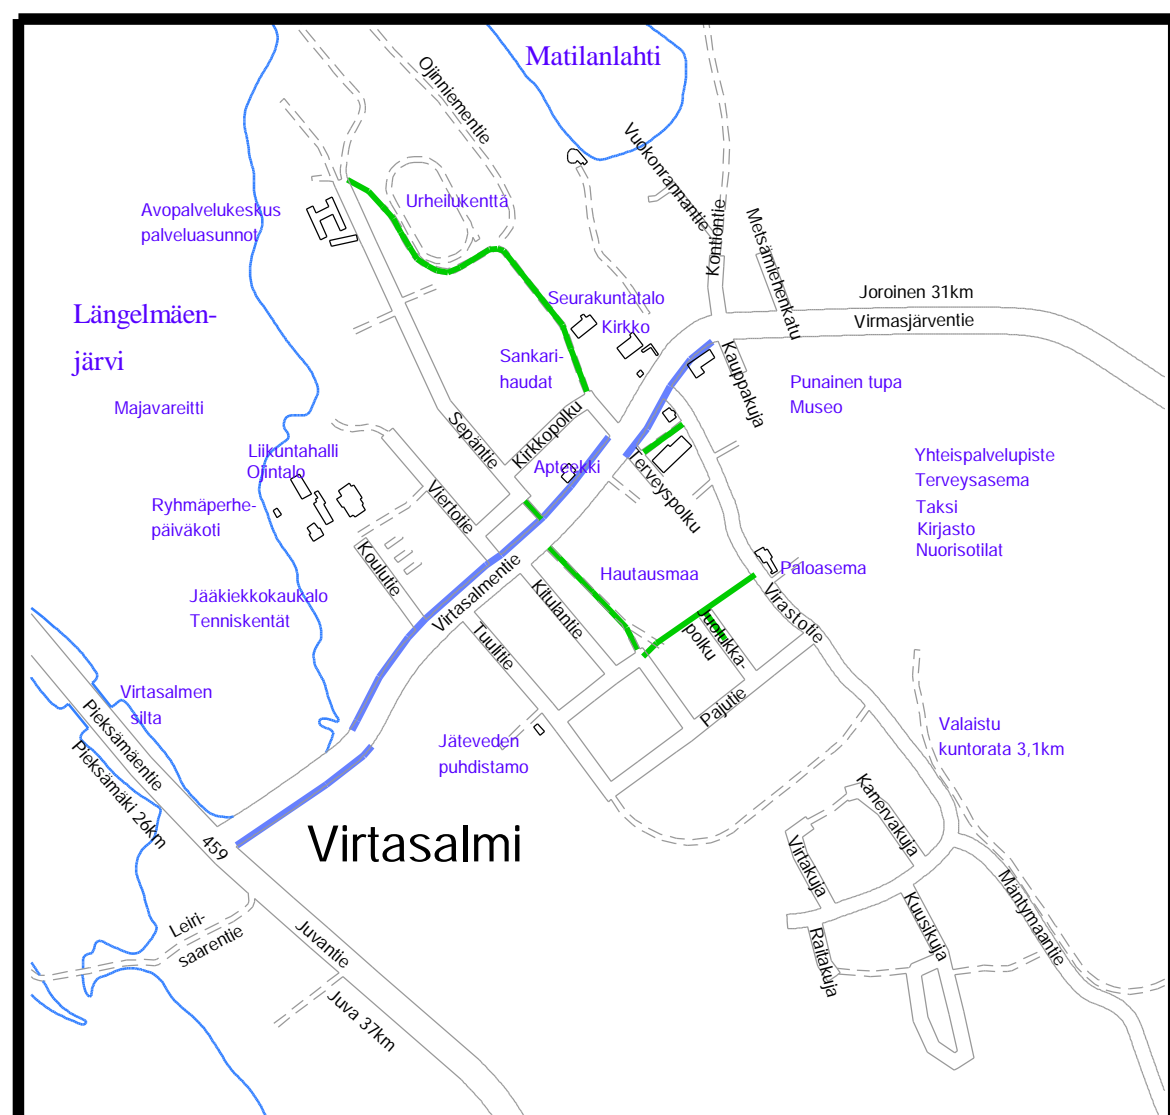 Matilanlahti
Ojinniementie
Vuokonrannantie
Urheilukenttä
Avopalvelukeskus
palveluasunnot
Kontiontie
Metsämiehenkatu
Joroinen 31km
Virmasjärventie
Seurakuntatalo
Kirkko
Längelmäen-
järvi
Sankari-
haudat
Kauppakuja
Punainen tupa
Museo
Majavareitti
Sepäntie
Kirkkopolku
Apteekki
Terveyspolku
Liikuntahalli
Ojintalo
Viertotie
Yhteispalvelupiste
Terveysasema
Taksi
Kirjasto
Nuorisotilat
Ryhmäperhe-
päiväkoti
Koulutie
Virtasalmentie
Kitulantie
Hautausmaa
Paloasema
Virastotie
Jääkiekkokaukalo
Tenniskentät
Tuulitie
Juolukka-
polku
Pajutie
Virtasalmen
silta
Pieksämäentie
Pieksämäki 26km
459
Jäteveden
puhdistamo
Valaistu
kuntorata 3,1km
Virtasalmi
Kanervakuja
Virtakuja
Kuusikuja
Raitakuja
Mäntymaantie
Leiri-
saarentie
Juvantie
Juva 37km